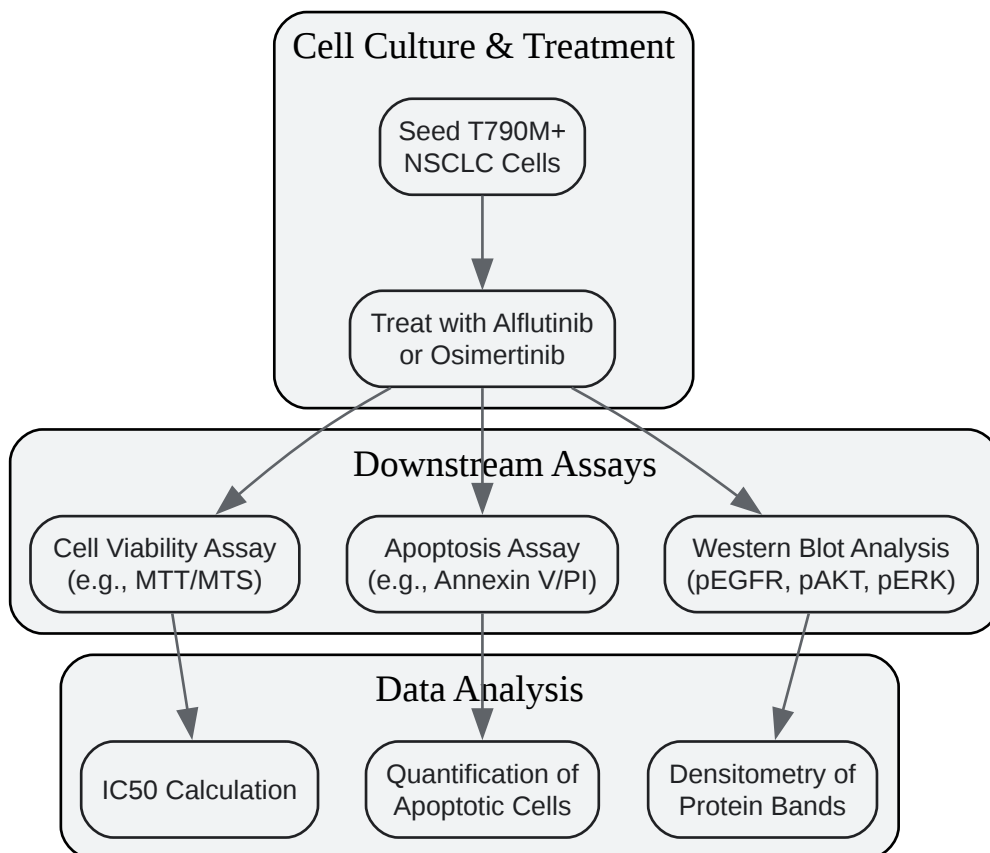 Cell Culture & Treatment
Seed T790M+
NSCLC Cells
Treat with Alflutinib
or Osimertinib
Downstream Assays
Cell Viability Assay
(e.g., MTT/MTS)
Apoptosis Assay
(e.g., Annexin V/PI)
Western Blot Analysis
(pEGFR, pAKT, pERK)
Data Analysis
IC50 Calculation
Quantification of
Apoptotic Cells
Densitometry of
Protein Bands